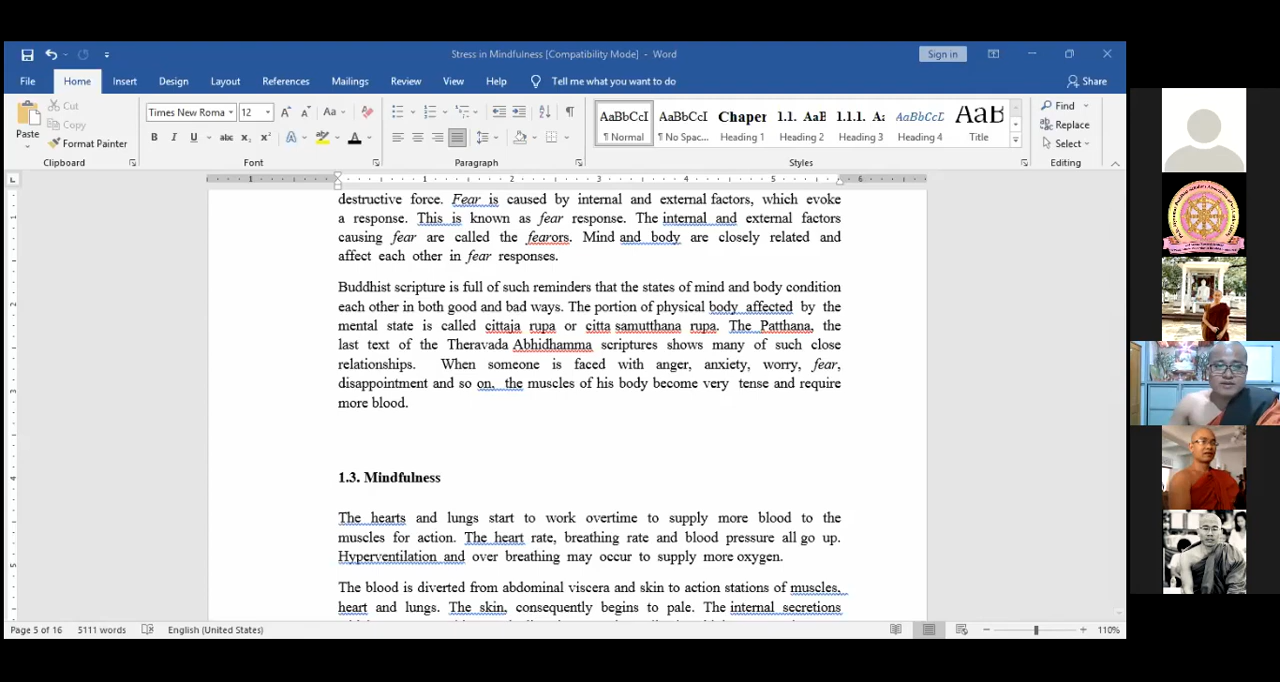 Stress in Mindfulness [Compatibility Mode] - Word
Sign in
File Home Insert Design Layout References Mailings Review View Help Tell me what you want to do Share
Paste
Cut
Copy
Format Painter
Clipboard
Times New Roma 12
Aa
B I U abc x₂ x²
A
Font
Paragraph
AaBbCcI AaBbCcI Chaper 1.1. AaB 1.1.1. A: AaBbCcL AaB
¶ Normal ¶ No Spac... Heading 1 Heading 2 Heading 3 Heading 4 Title
Styles
Find
Replace
Select
Editing
1 1 2 3 4 5 6
destructive force. Fear is caused by internal and external factors, which evoke
a response. This is known as fear response. The internal and external factors
causing fear are called the fearors. Mind and body are closely related and
affect each other in fear responses.
Buddhist scripture is full of such reminders that the states of mind and body condition
each other in both good and bad ways. The portion of physical body affected by the
mental state is called cittaja rupa or citta samutthana rupa. The Patthana, the
last text of the Theravada Abhidhamma scriptures shows many of such close
relationships. When someone is faced with anger, anxiety, worry, fear,
disappointment and so on, the muscles of his body become very tense and require
more blood.
1.3. Mindfulness
The hearts and lungs start to work overtime to supply more blood to the
muscles for action. The heart rate, breathing rate and blood pressure all go up.
Hyperventilation and over breathing may occur to supply more oxygen.
The blood is diverted from abdominal viscera and skin to action stations of muscles,
heart and lungs. The skin, consequently begins to pale. The internal secretions
Page 5 of 16 5111 words English (United States) 110%